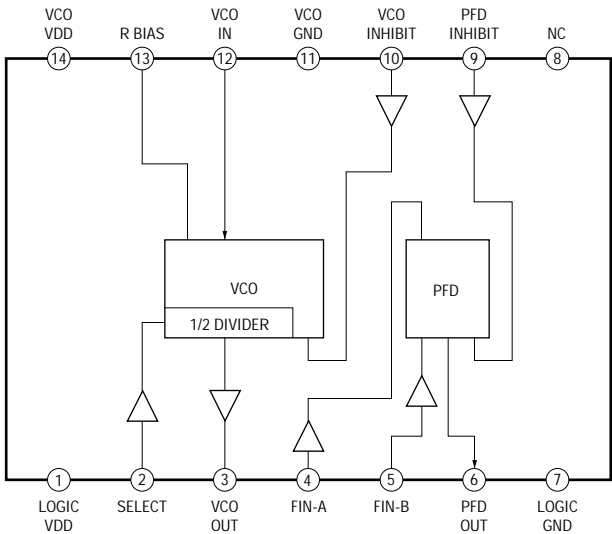 VCO VCO VCO PFD
VDD R BIAS IN GND INHIBIT INHIBIT NC
14 13 12 11 10 9 8
VCO
1/2 DIVIDER
PFD
1 2 3 4 5 6 7
LOGIC SELECT VCO FIN-A FIN-B PFD LOGIC
VDD OUT OUT GND